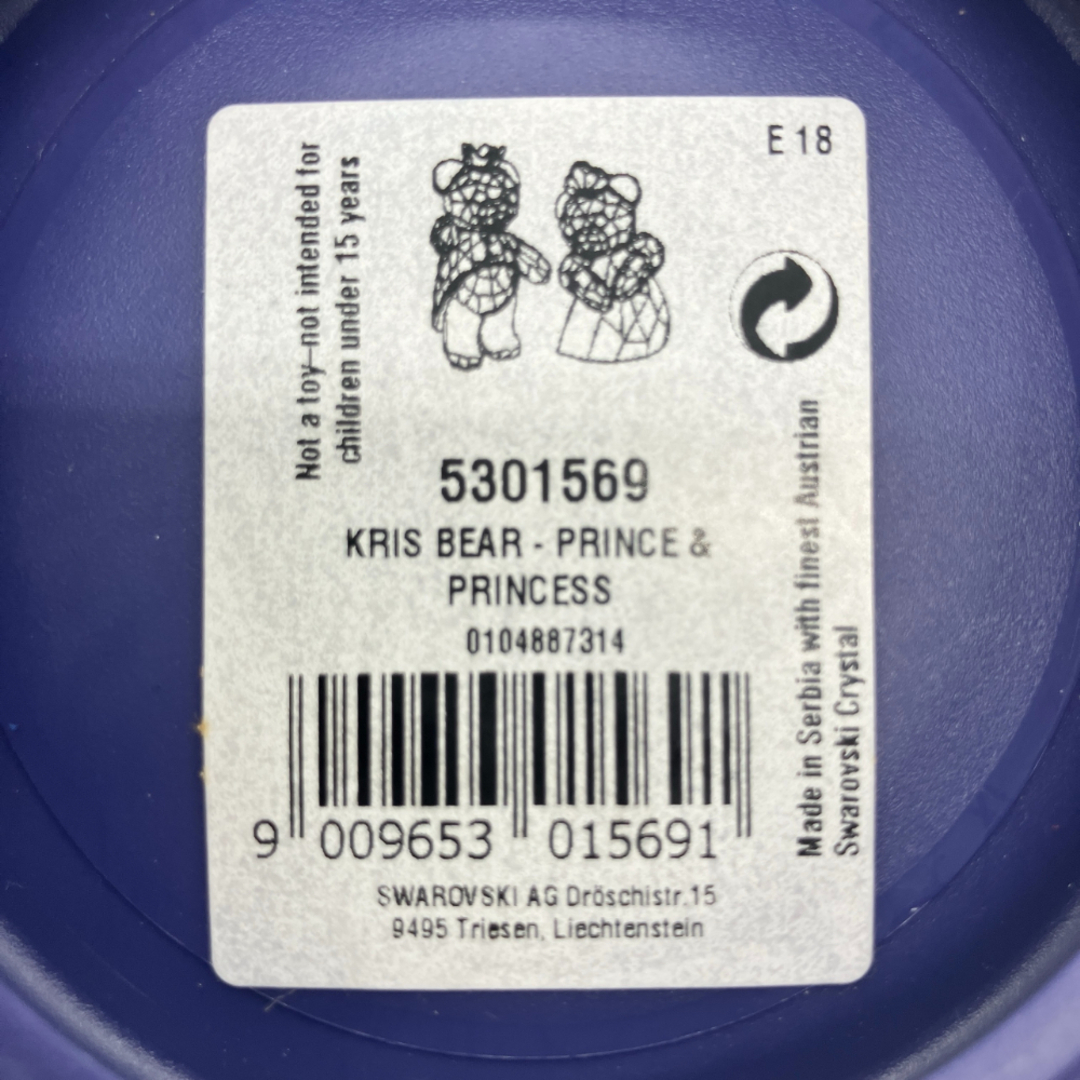 E 18
Not a toy–not intended for
children under 15 years
5301569
KRIS BEAR - PRINCE &
PRINCESS
0104887314
9 009653 015691
Made in Serbia with finest Austrian
Swarovski Crystal
SWAROVSKI AG Dröschistr.15
9495 Triesen, Liechtenstein